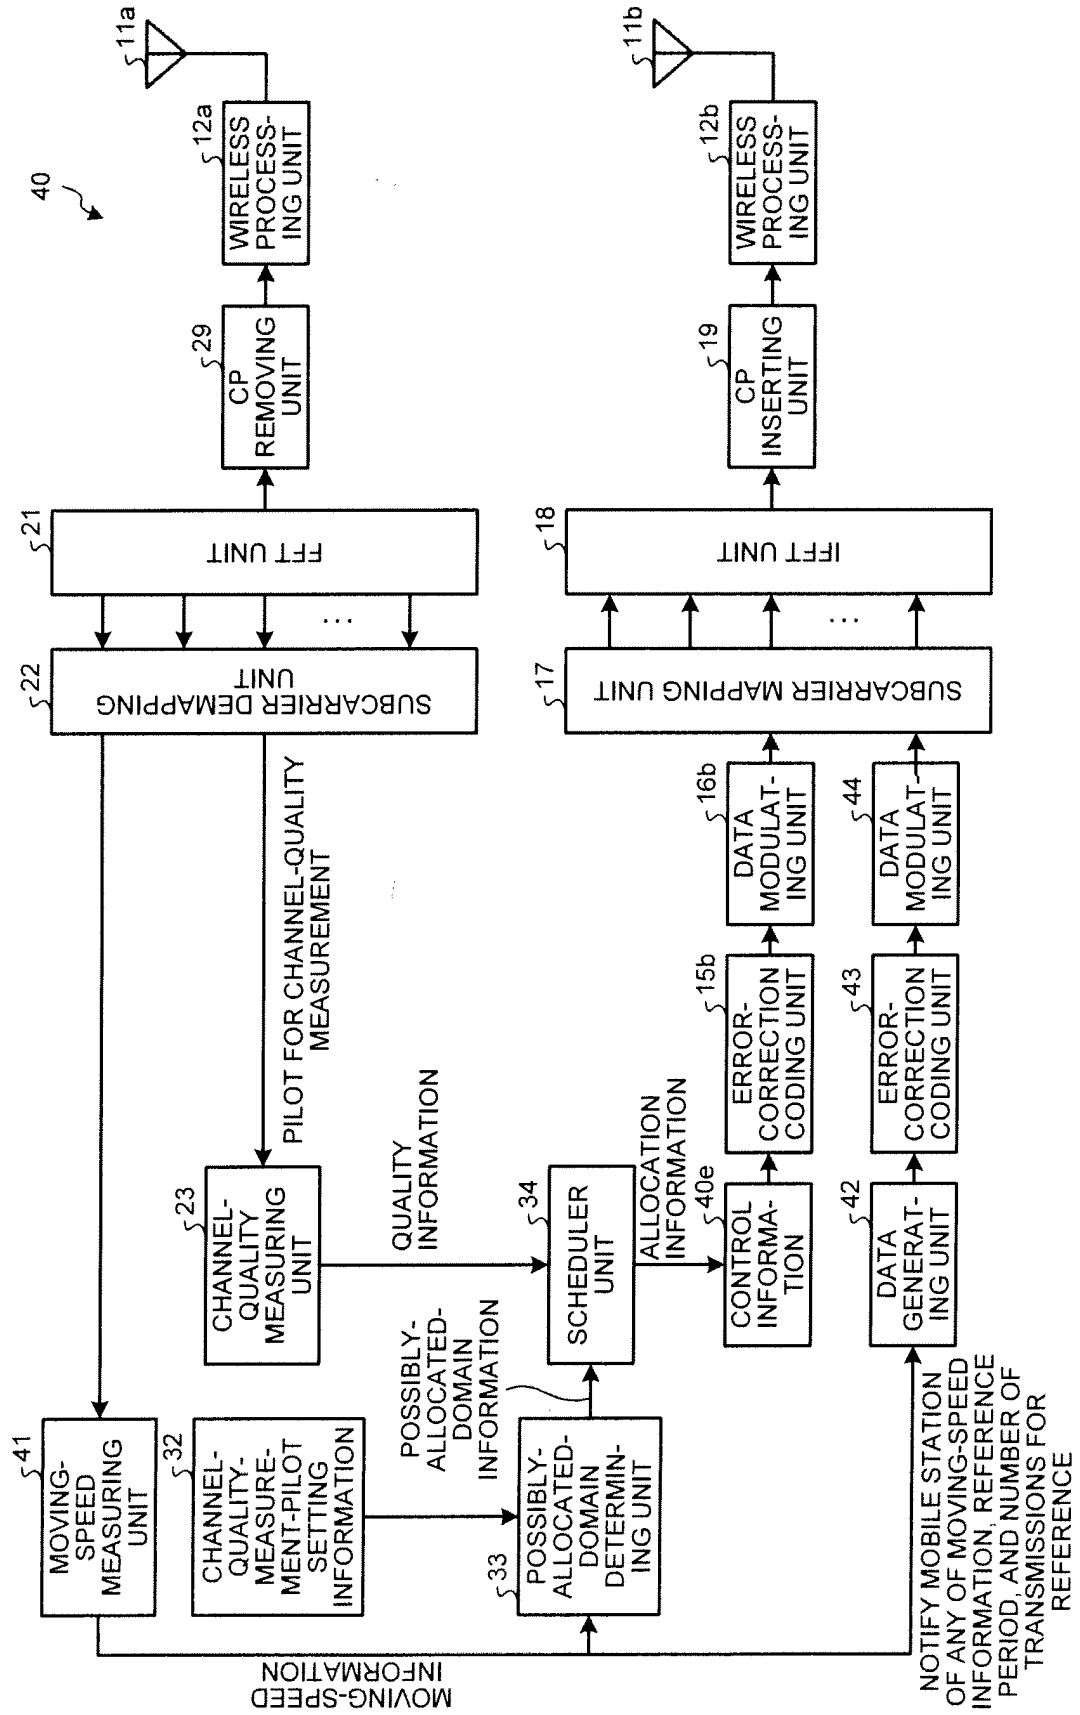 40
11a
12a
WIRELESS
PROCESS-
ING UNIT
29
CP
REMOVING
UNIT
21
FFT UNIT
22
SUBCARRIER DEMAPPING
UNIT
PILOT FOR CHANNEL-QUALITY
MEASUREMENT
23
CHANNEL-
QUALITY
MEASURING
UNIT
QUALITY
INFORMATION
41
MOVING-
SPEED
MEASURING
UNIT
32
CHANNEL-
QUALITY-
MEASURE-
MENT-PILOT
SETTING
INFORMATION
MOVING-SPEED
INFORMATION
POSSIBLY-
ALLOCATED-
DOMAIN
INFORMATION
33
POSSIBLY-
ALLOCATED-
DOMAIN
DETERMIN-
ING UNIT
34
SCHEDULER
UNIT
ALLOCATION
INFORMATION
40e
CONTROL
INFORMA-
TION
15b
ERROR-
CORRECTION
CODING UNIT
16b
DATA
MODULAT-
ING UNIT
17
SUBCARRIER MAPPING UNIT
18
IFFT UNIT
19
CP
INSERTING
UNIT
12b
WIRELESS
PROCESS-
ING UNIT
11b
42
DATA
GENERAT-
ING UNIT
43
ERROR-
CORRECTION
CODING UNIT
44
DATA
MODULAT-
ING UNIT
NOTIFY MOBILE STATION
OF ANY OF MOVING-SPEED
INFORMATION, REFERENCE
PERIOD, AND NUMBER OF
TRANSMISSIONS FOR
REFERENCE